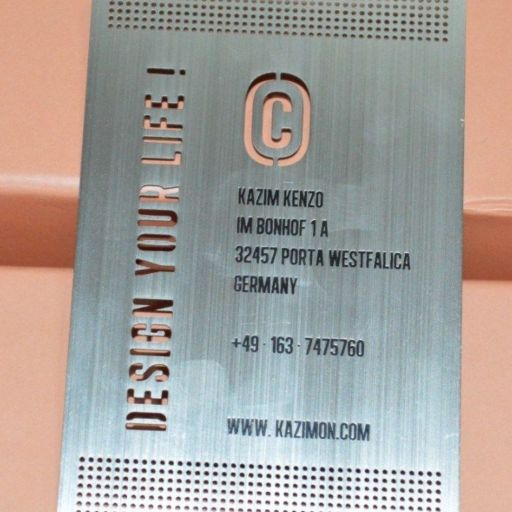 DESIGN YOUR LIFE!
C
KAZIM KENZO
IM BONHOF 1 A
32457 PORTA WESTFALICA
GERMANY
+49 · 163 · 7475760
WWW. KAZIMON.COM